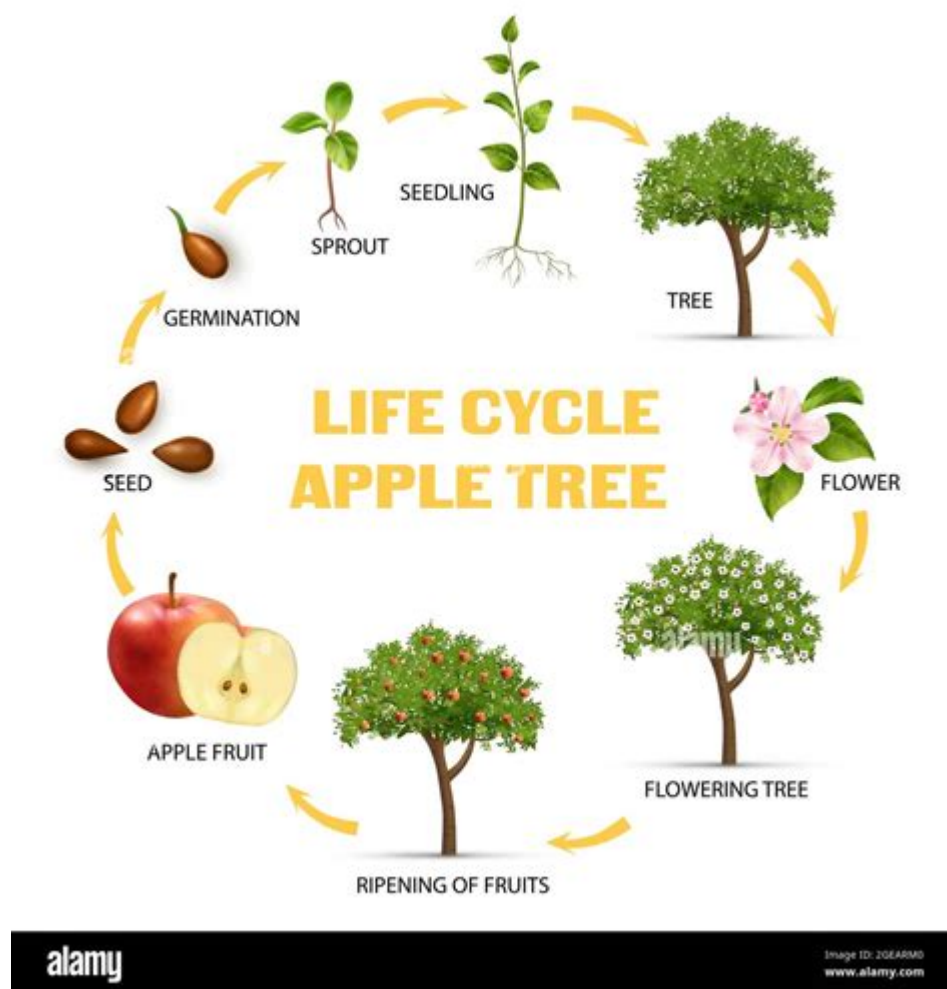 SEEDLING
SPROUT
TREE
GERMINATION
LIFE CYCLE
APPLE TREE
SEED
FLOWER
alamy
APPLE FRUIT
FLOWERING TREE
RIPENING OF FRUITS
alamy
Image ID: 2GEARM0
www.alamy.com